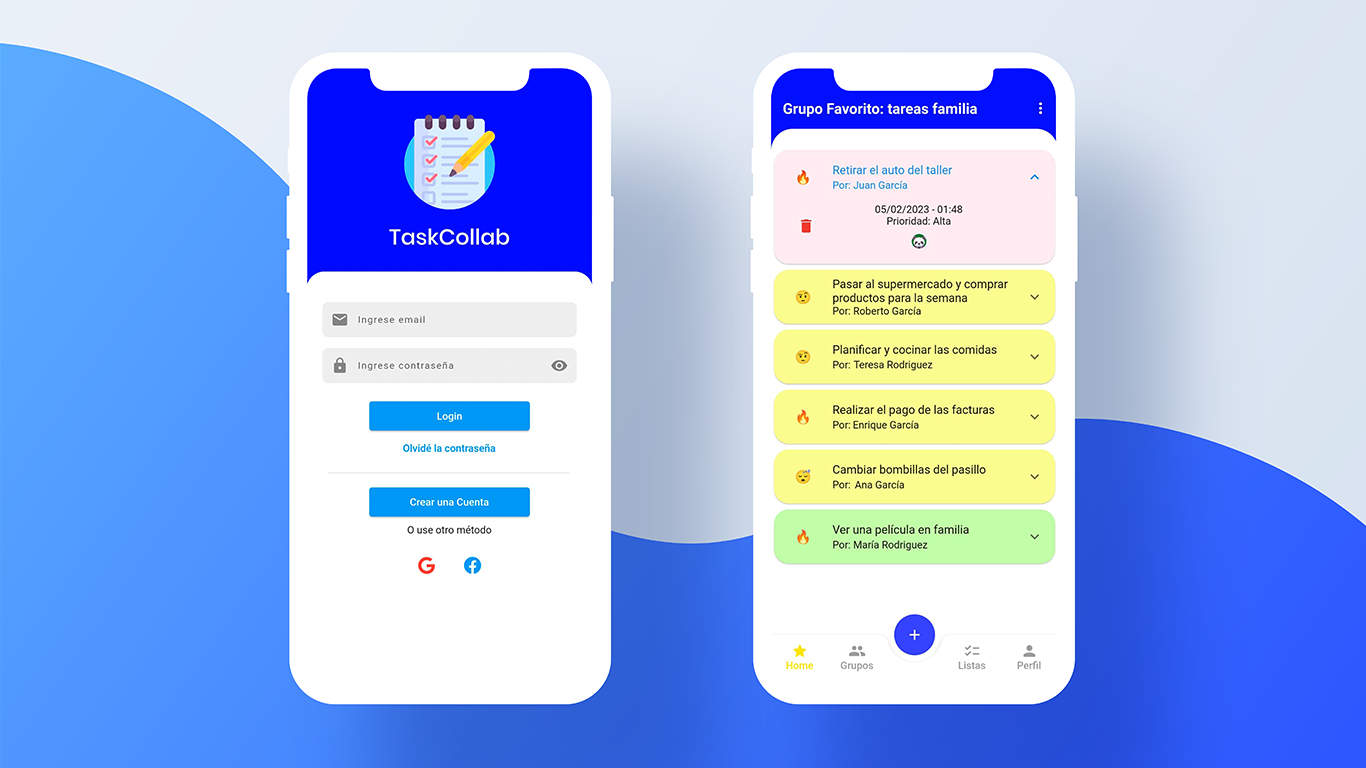 TaskCollab
Ingrese email
Ingrese contraseña
Login
Olvidé la contraseña
Crear una Cuenta
O use otro método
Grupo Favorito: tareas familia
Retirar el auto del taller
Por: Juan García
05/02/2023 - 01:48
Prioridad: Alta
Pasar al supermercado y comprar
productos para la semana
Por: Roberto García
Planificar y cocinar las comidas
Por: Teresa Rodriguez
Realizar el pago de las facturas
Por: Enrique García
Cambiar bombillas del pasillo
Por: Ana García
Ver una película en familia
Por: María Rodriguez
Home
Grupos
Listas
Perfil